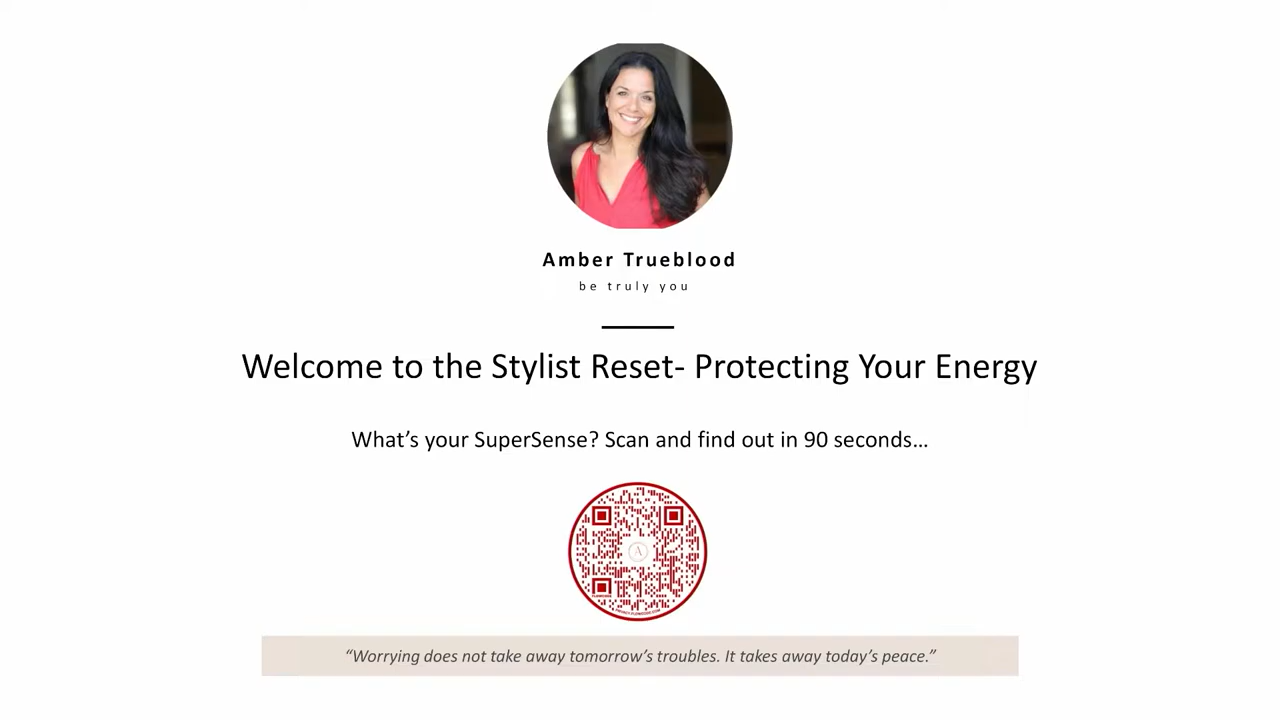 Amber Trueblood
be truly you
Welcome to the Stylist Reset- Protecting Your Energy
What's your SuperSense? Scan and find out in 90 seconds…
A
“Worrying does not take away tomorrow’s troubles. It takes away today’s peace.”